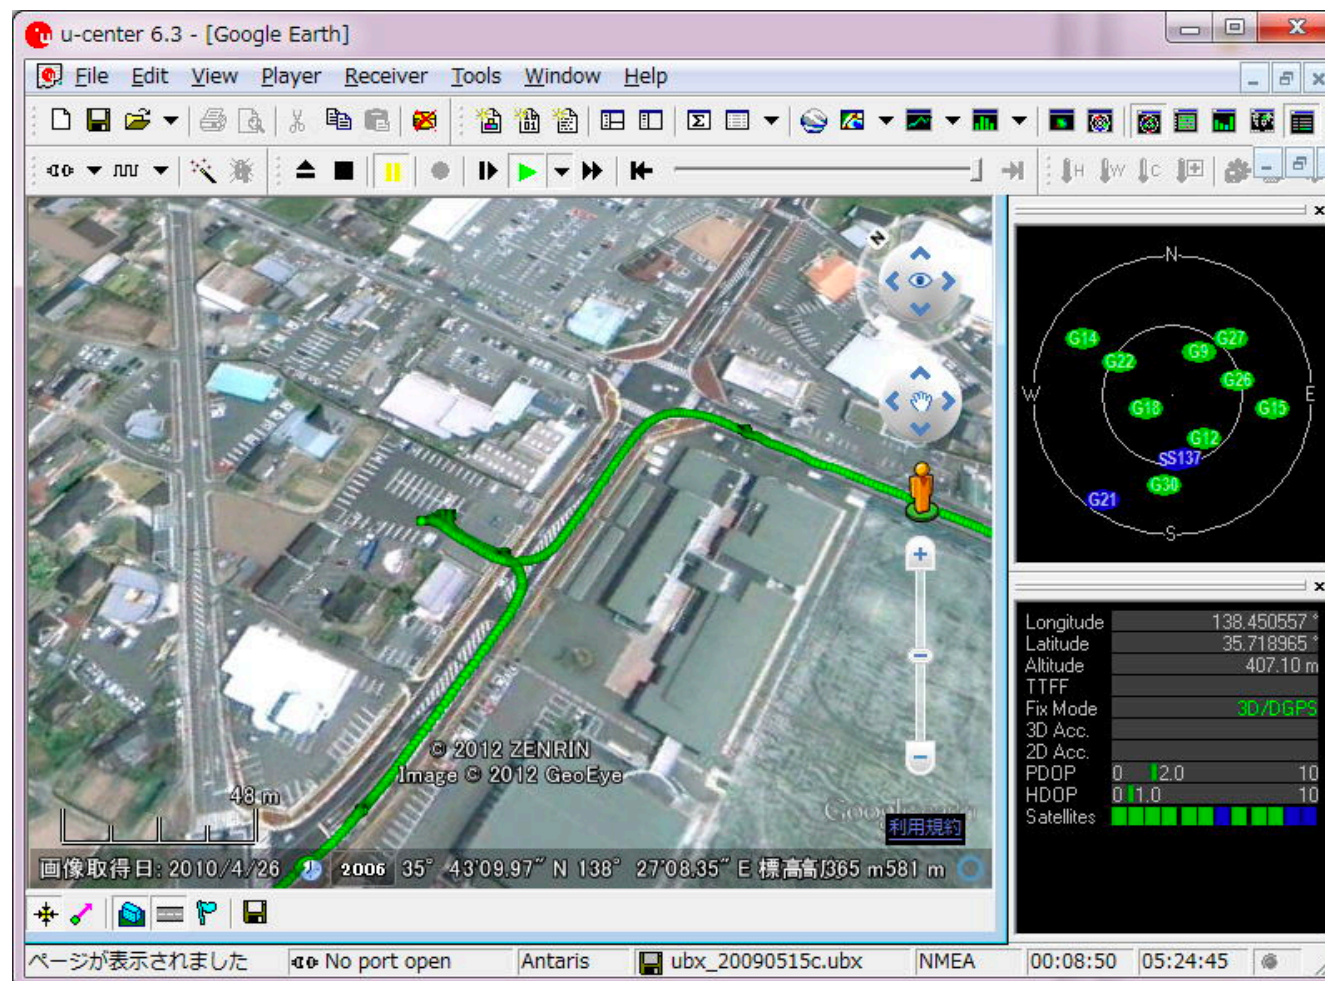 u-center 6.3 - [Google Earth]
File Edit View Player Receiver Tools Window Help
H W C
N
N
G14 G27
G9
G22
G26
W E
G18 G15
G12
SS137
G30
G21
S
Longitude 138.450557 °
Latitude 35.718965 °
Altitude 407.10 m
TTFF
Fix Mode 3D/DGPS
3D Acc.
2D Acc.
PDOP 0 2.0 10
HDOP 0 1.0 10
Satellites
© 2012 ZENRIN
Image © 2012 GeoEye
48 m
利用規約
画像取得日: 2010/4/26 2006 35° 43'09.97" N 138° 27'08.35" E 標高 365 m 581 m
ページが表示されました No port open Antaris ubx_20090515c.ubx NMEA 00:08:50 05:24:45